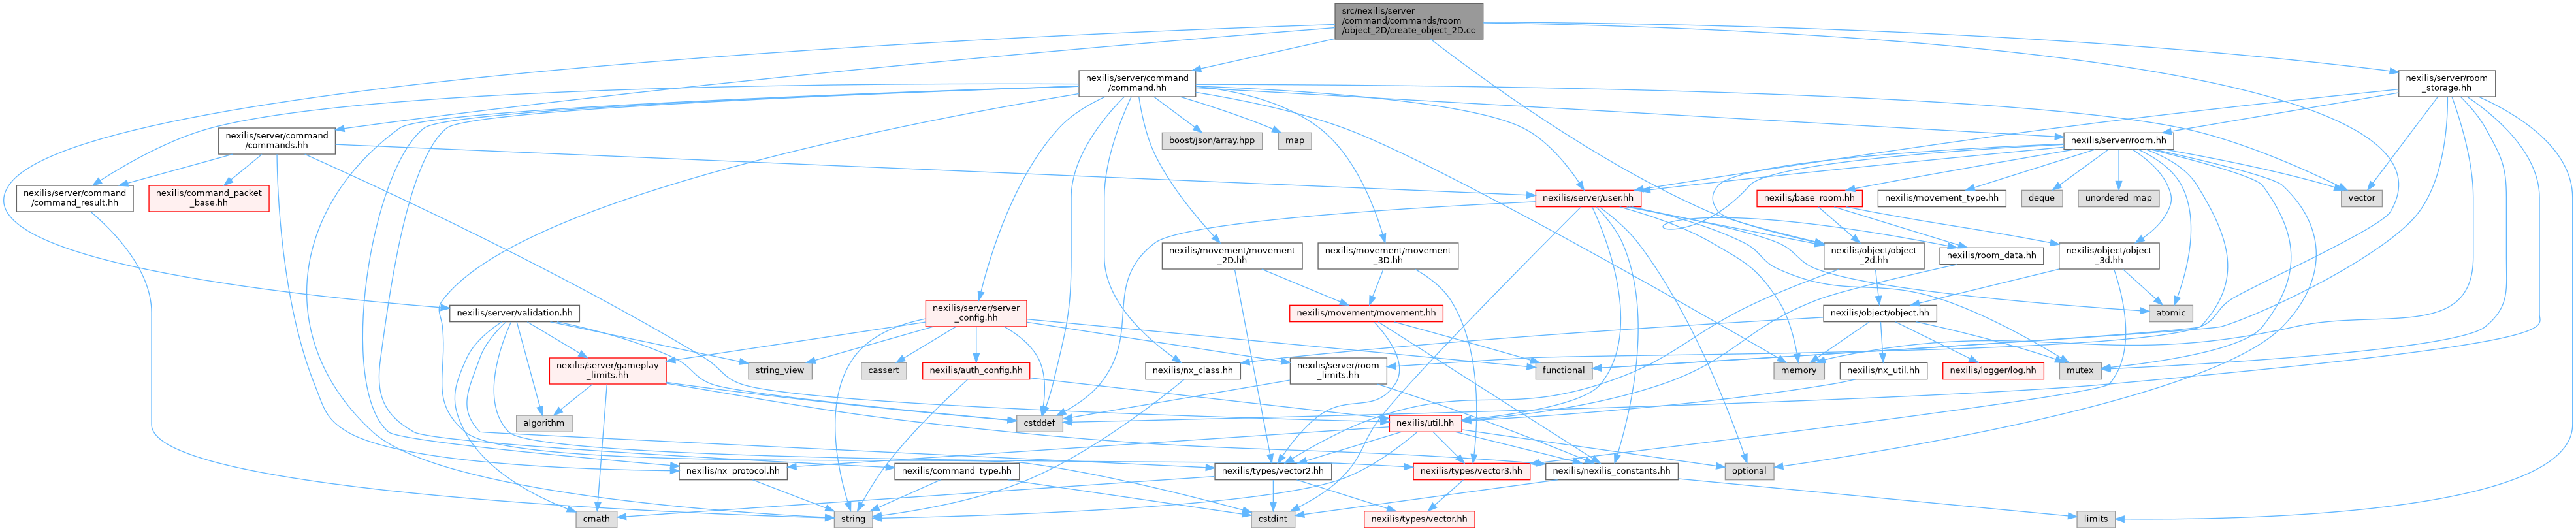 src/nexilis/server
/command/commands/room
/object_2D/create_object_2D.cc
nexilis/server/command
/command.hh
nexilis/server/room
_storage.hh
nexilis/server/command
/commands.hh
boost/json/array.hpp
map
nexilis/server/room.hh
nexilis/server/command
/command_result.hh
nexilis/command_packet
_base.hh
nexilis/server/user.hh
nexilis/base_room.hh
nexilis/movement_type.hh
deque
unordered_map
vector
nexilis/movement/movement
_2D.hh
nexilis/movement/movement
_3D.hh
nexilis/object/object
_2d.hh
nexilis/room_data.hh
nexilis/object/object
_3d.hh
nexilis/server/validation.hh
nexilis/server/server
_config.hh
nexilis/movement/movement.hh
nexilis/object/object.hh
atomic
nexilis/server/gameplay
_limits.hh
string_view
cassert
nexilis/auth_config.hh
nexilis/nx_class.hh
nexilis/server/room
_limits.hh
functional
memory
nexilis/nx_util.hh
nexilis/logger/log.hh
mutex
algorithm
cstddef
nexilis/util.hh
nexilis/nx_protocol.hh
nexilis/command_type.hh
nexilis/types/vector2.hh
nexilis/types/vector3.hh
nexilis/nexilis_constants.hh
optional
cmath
string
cstdint
nexilis/types/vector.hh
limits